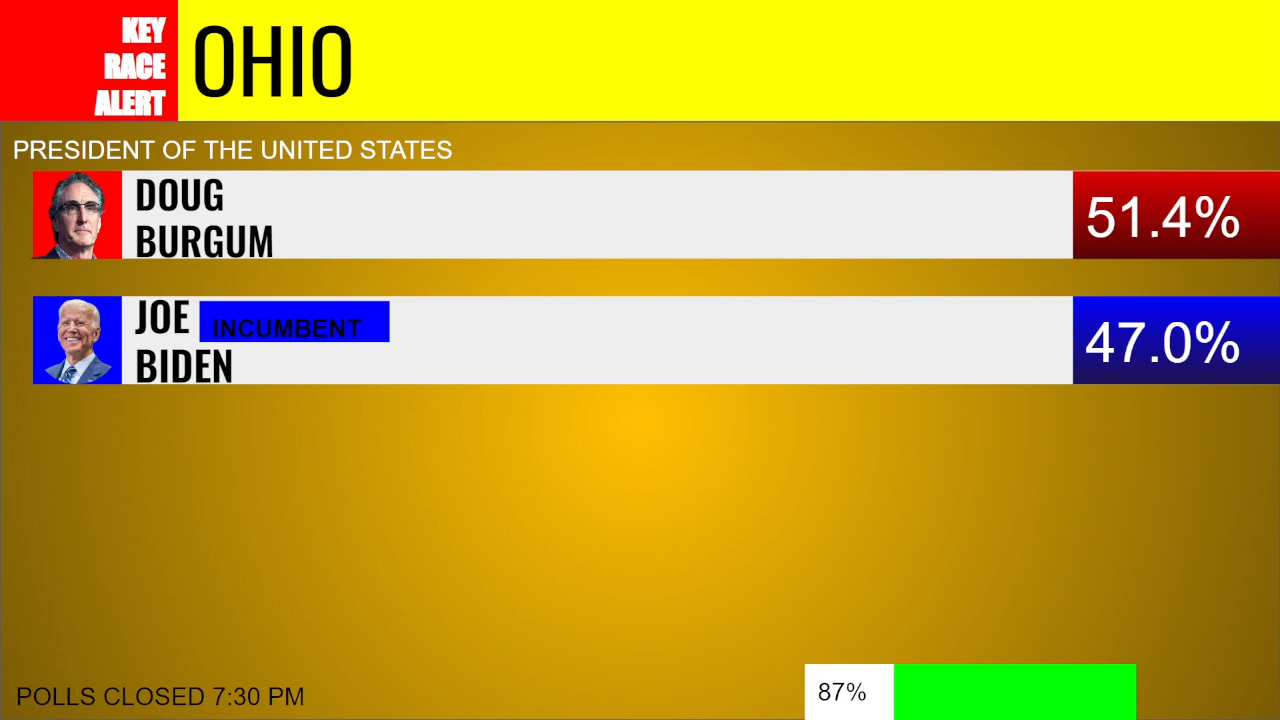 KEY
RACE
ALERT
OHIO
PRESIDENT OF THE UNITED STATES
DOUG
BURGUM
51.4%
JOE INCUMBENT
BIDEN
47.0%
POLLS CLOSED 7:30 PM
87%